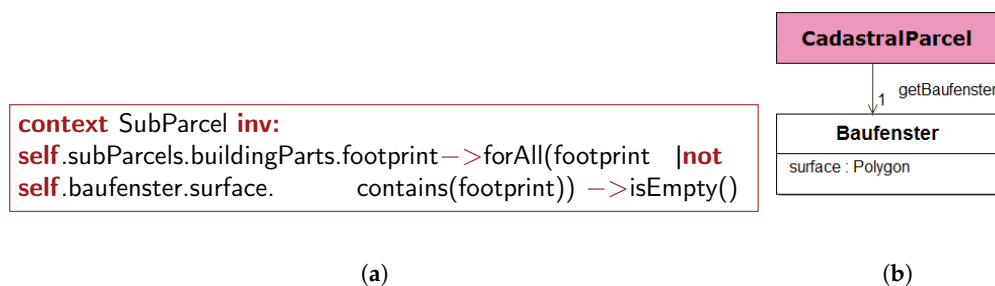 context SubParcel inv:
self.subParcels.buildingParts.footprint−>forAll(footprint |not
self.baufenster.surface. contains(footprint)) −>isEmpty()
(a)
CadastralParcel
1 getBaufenster
Baufenster
surface : Polygon
(b)